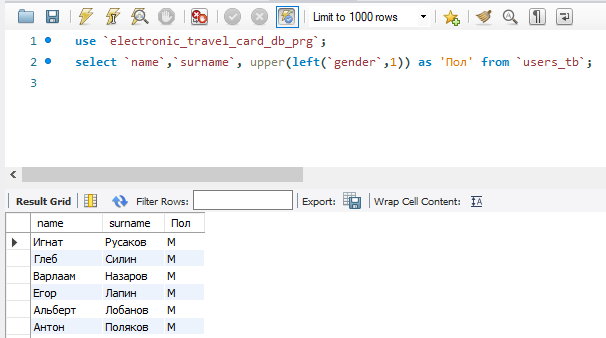 Limit to 1000 rows
1 use `electronic_travel_card_db_prg`;
2 select `name`,`surname`, upper(left(`gender`,1)) as 'Пол' from `users_tb`;
3
Result Grid Filter Rows: Export: Wrap Cell Content:
name surname Пол
Игнат Русаков М
Глеб Силин М
Варлаам Назаров М
Егор Лапин М
Альберт Лобанов М
Антон Поляков М